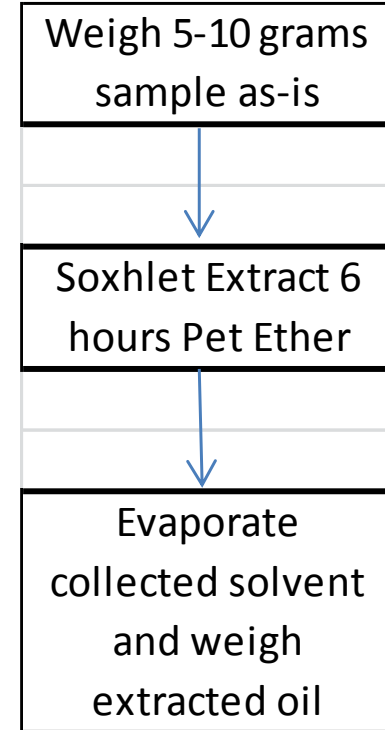 Weigh 5-10 grams
sample as-is
Soxhlet Extract 6
hours Pet Ether
Evaporate
collected solvent
and weigh
extracted oil